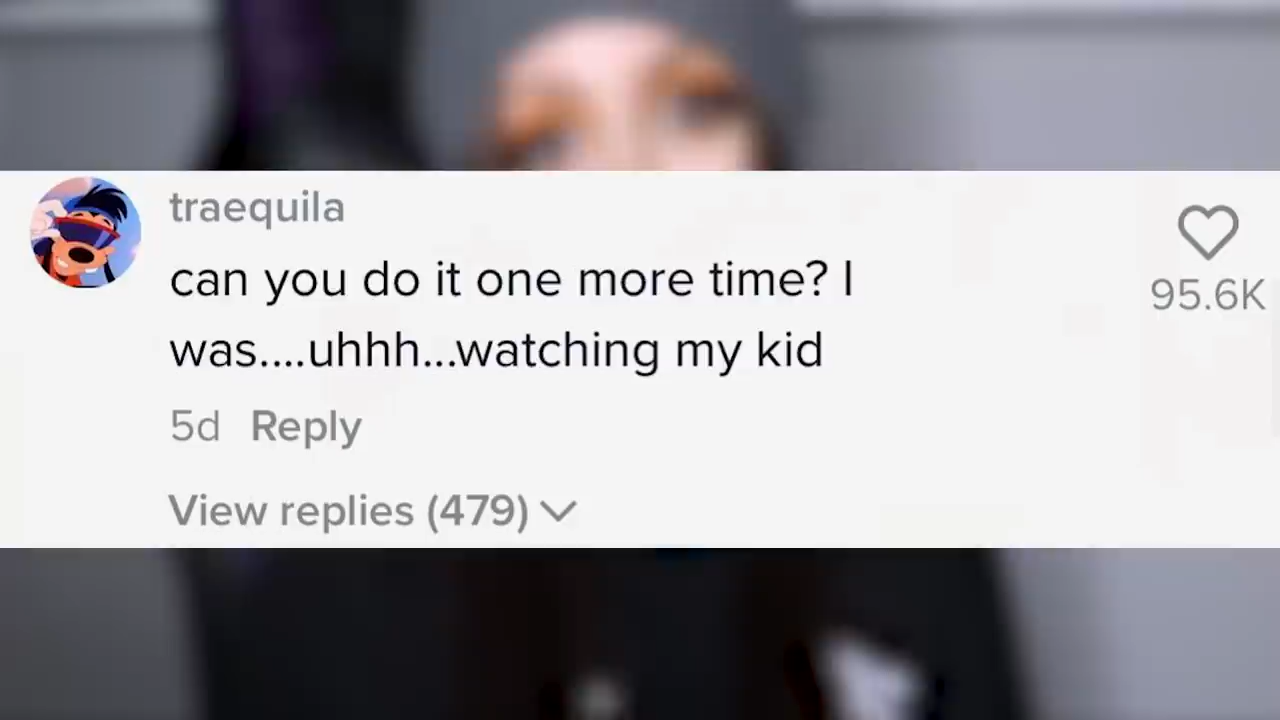 traequila
can you do it one more time? I
was....uhhh...watching my kid
95.6K
5d Reply
View replies (479)